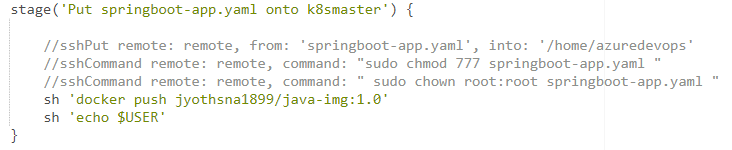 stage('Put springboot-app.yaml onto k8smaster') {
//sshPut remote: remote, from: 'springboot-app.yaml', into: '/home/azuredevops'
//sshCommand remote: remote, command: "sudo chmod 777 springboot-app.yaml "
//sshCommand remote: remote, command: " sudo chown root:root springboot-app.yaml "
sh 'docker push jyothsna1899/java-img:1.0'
sh 'echo $USER'
}